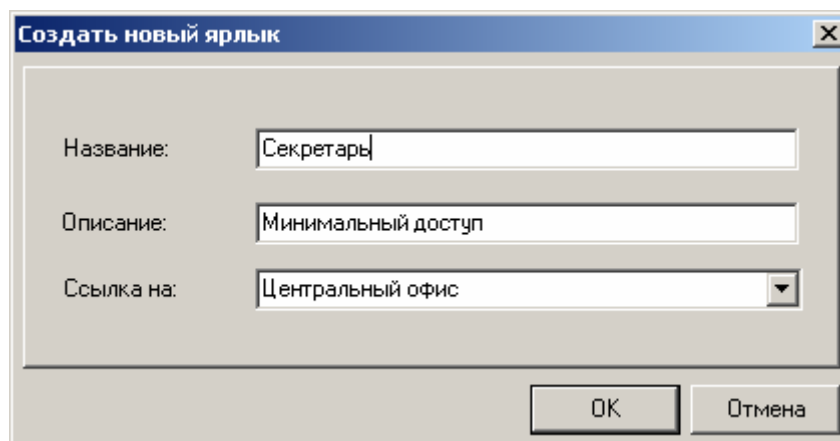 Создать новый ярлык
Название: Секретарь
Описание: Минимальный доступ
Ссылка на: Центральный офис
OK Отмена